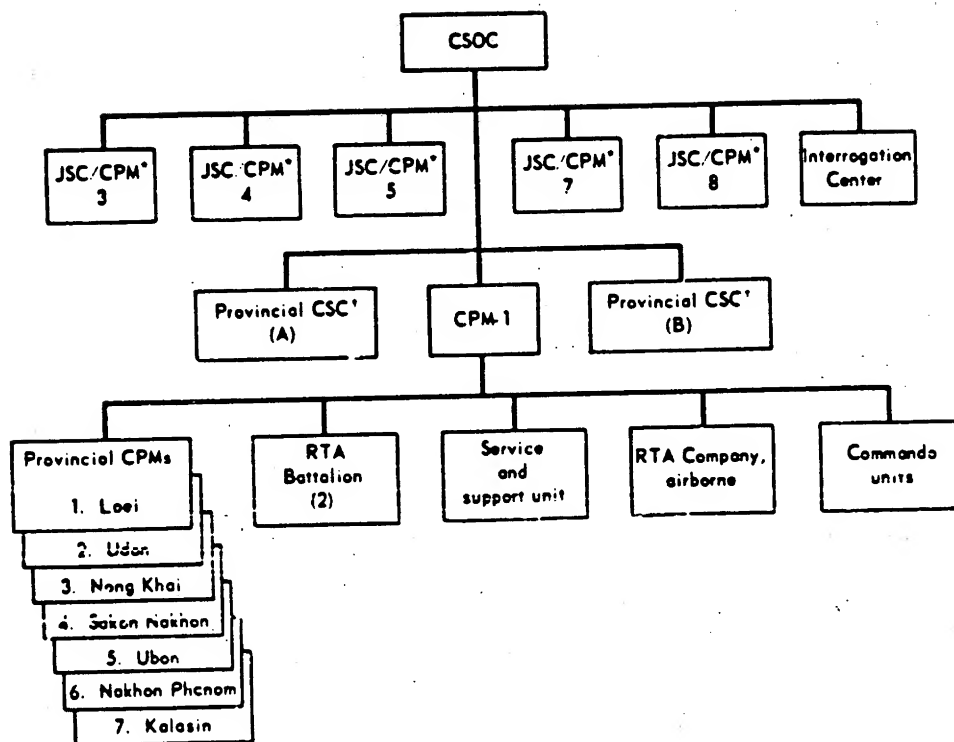 CSOC
JSC/CPM*
3
JSC/CPM*
4
JSC/CPM*
5
JSC/CPM*
7
JSC/CPM*
8
Interrogation
Center
Provincial CSC†
(A)
CPM-1
Provincial CSC†
(B)
Provincial CPMs
1. Loei
2. Udon
3. Nong Khai
4. Sakon Nakhon
5. Ubon
6. Nakhon Phenom
7. Kalasin
RTA
Battalion
(2)
Service
and
support unit
RTA Company,
airborne
Commando
units